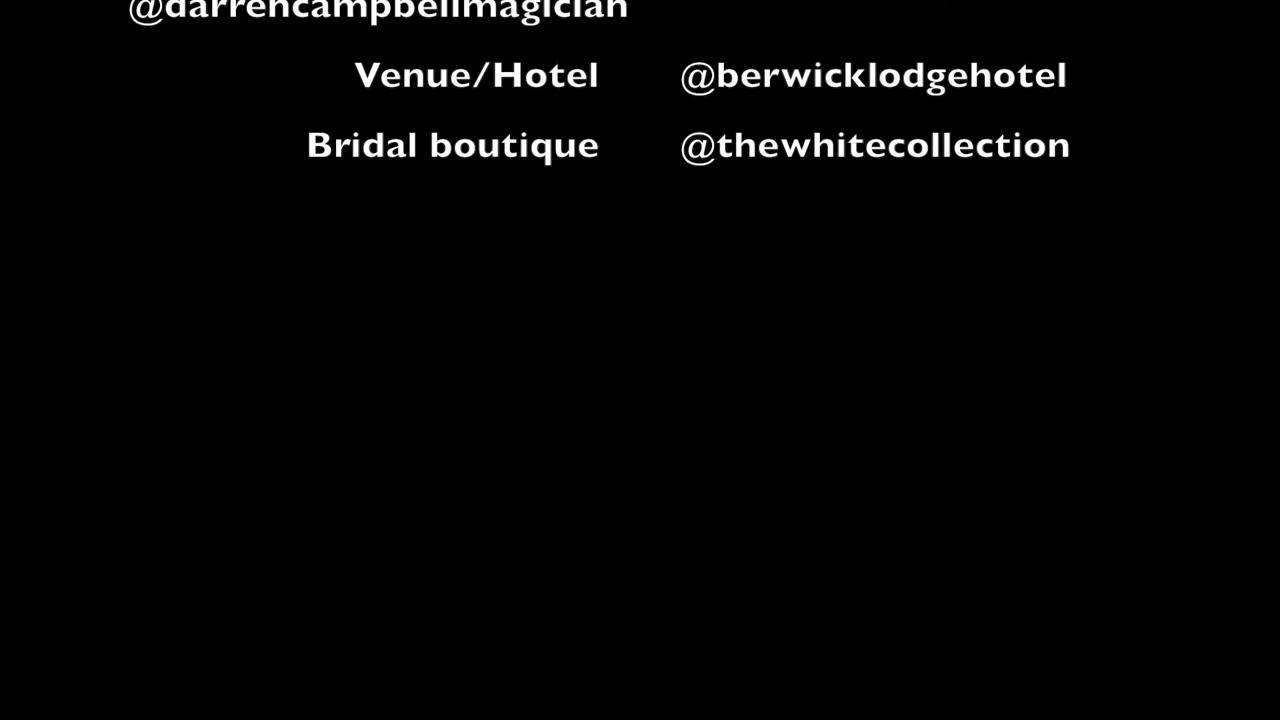 @darrencampbellmagician
Venue/Hotel @berwicklodgehotel
Bridal boutique @thewhitecollection